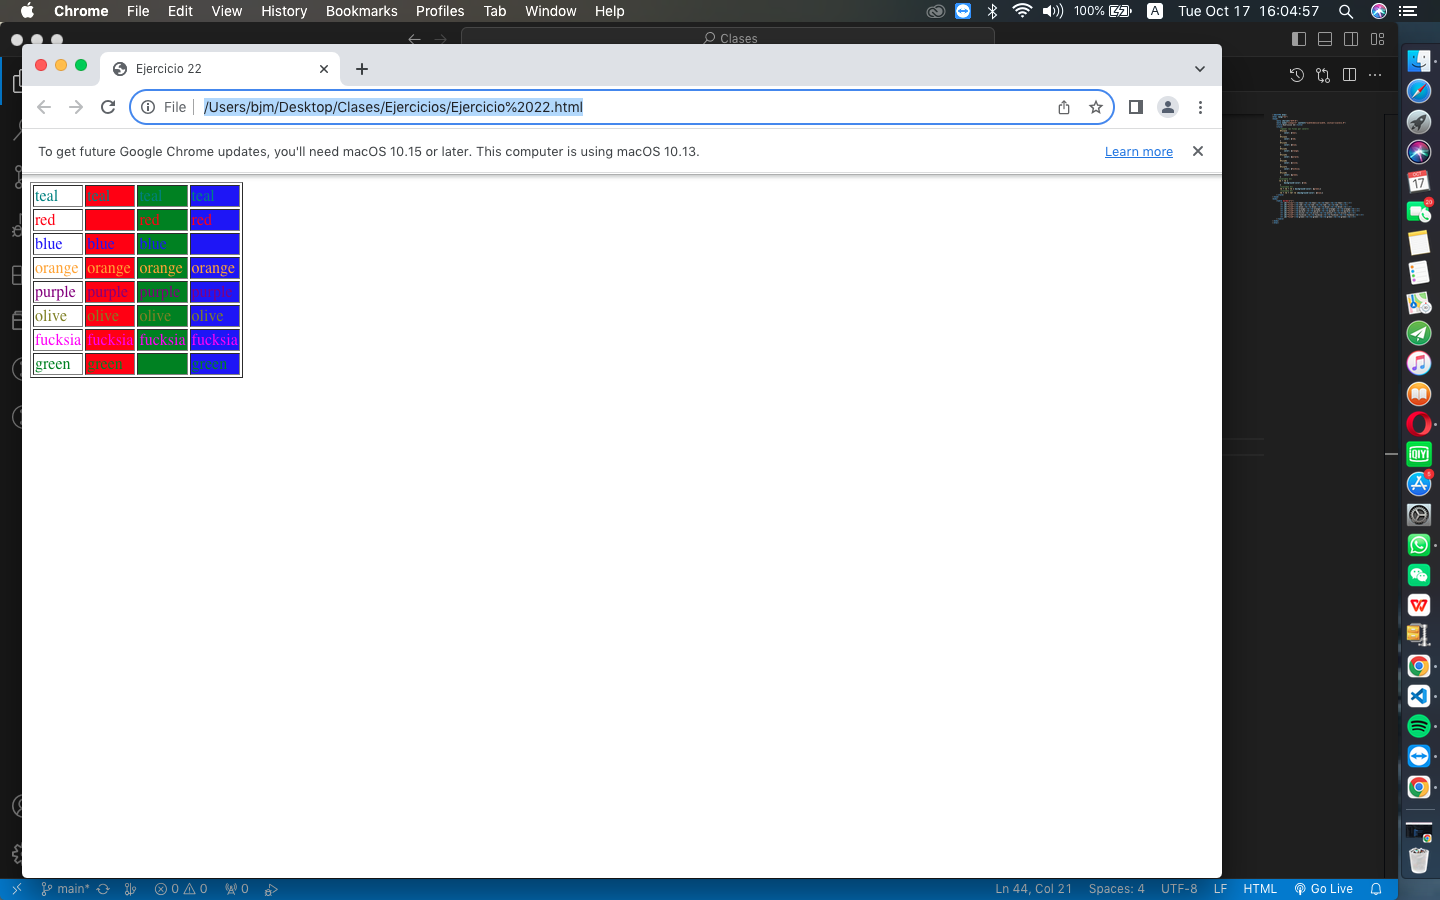 Chrome File Edit View History Bookmarks Profiles Tab Window Help 100% A Tue Oct 17 16:04:57
Clases
Ejercicio 22
File /Users/bjm/Desktop/Clases/Ejercicios/Ejercicio%2022.html
To get future Google Chrome updates, you'll need macOS 10.15 or later. This computer is using macOS 10.13. Learn more
teal teal teal teal
red red red
blue blue blue
orange orange orange orange
purple purple purple purple
olive olive olive olive
fucksia fucksia fucksia fucksia
green green green
OCT
17
20
QIY
6
main* 0 0 0 Ln 44, Col 21 Spaces: 4 UTF-8 LF HTML Go Live